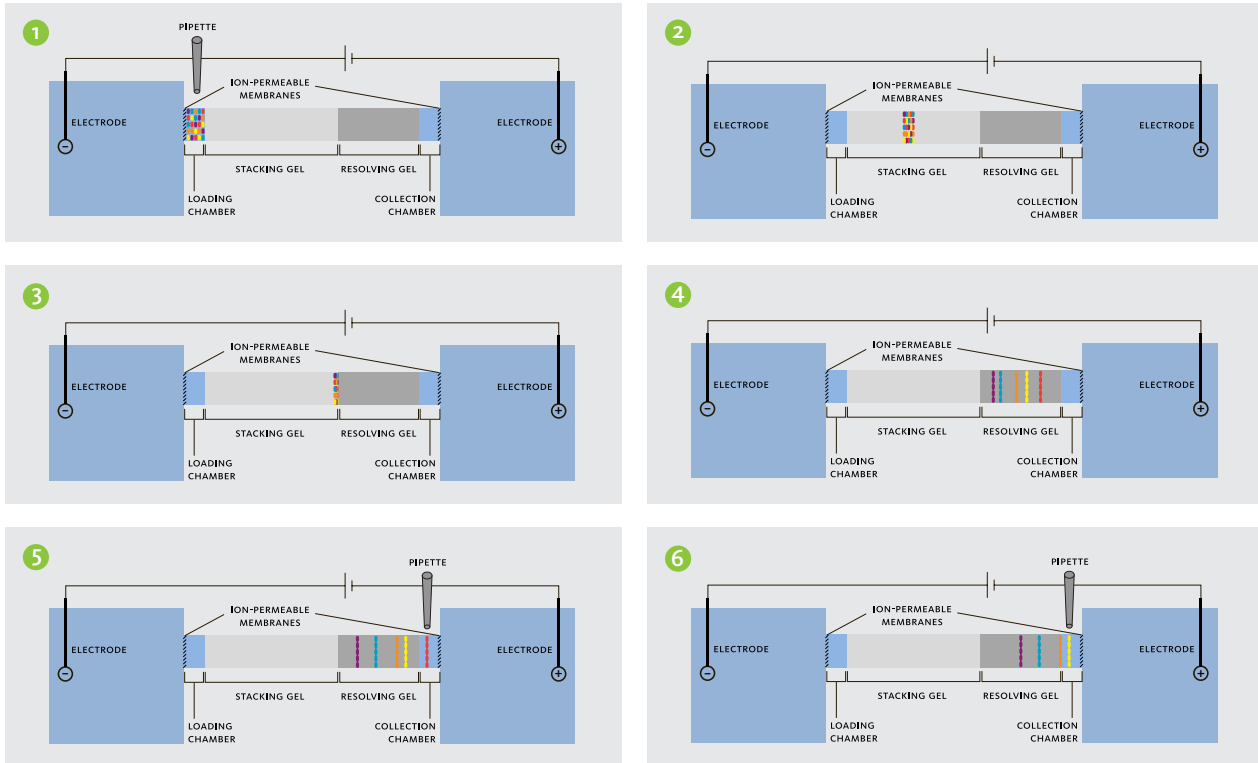 1
PIPETTE
ION-PERMEABLE
MEMBRANES
ELECTRODE
ELECTRODE
−
+
STACKING GEL
RESOLVING GEL
LOADING
CHAMBER
COLLECTION
CHAMBER
2
ION-PERMEABLE
MEMBRANES
ELECTRODE
ELECTRODE
−
+
STACKING GEL
RESOLVING GEL
LOADING
CHAMBER
COLLECTION
CHAMBER
3
ION-PERMEABLE
MEMBRANES
ELECTRODE
ELECTRODE
−
+
STACKING GEL
RESOLVING GEL
LOADING
CHAMBER
COLLECTION
CHAMBER
4
ION-PERMEABLE
MEMBRANES
ELECTRODE
ELECTRODE
−
+
STACKING GEL
RESOLVING GEL
LOADING
CHAMBER
COLLECTION
CHAMBER
5
PIPETTE
ION-PERMEABLE
MEMBRANES
ELECTRODE
ELECTRODE
−
+
STACKING GEL
RESOLVING GEL
LOADING
CHAMBER
COLLECTION
CHAMBER
6
PIPETTE
ION-PERMEABLE
MEMBRANES
ELECTRODE
ELECTRODE
−
+
STACKING GEL
RESOLVING GEL
LOADING
CHAMBER
COLLECTION
CHAMBER